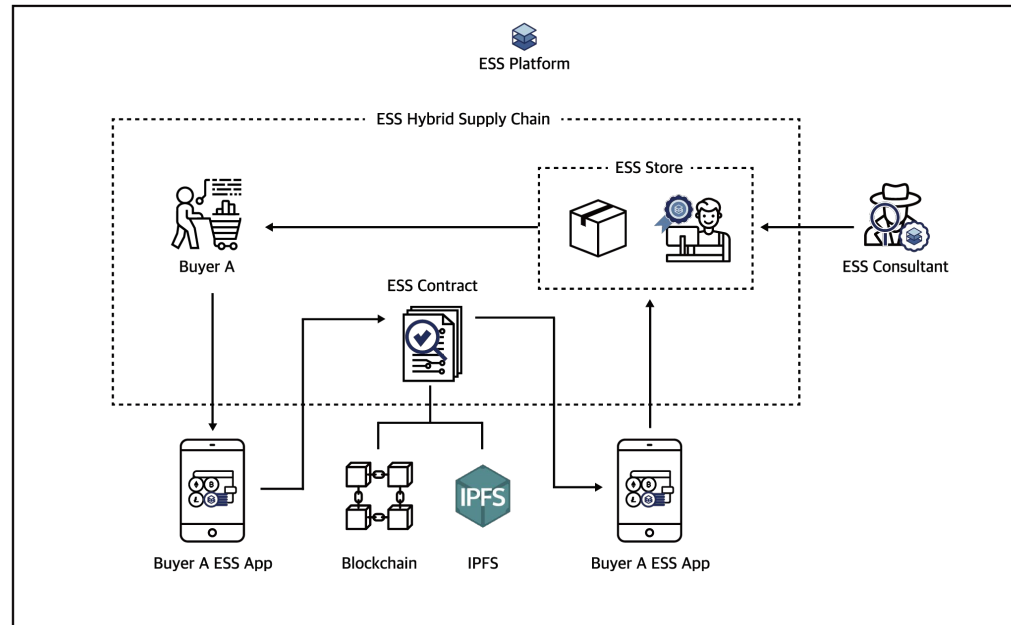 ESS Platform
ESS Hybrid Supply Chain
ESS Store
Buyer A
ESS Consultant
ESS Contract
IPFS
Buyer A ESS App
Blockchain
IPFS
Buyer A ESS App